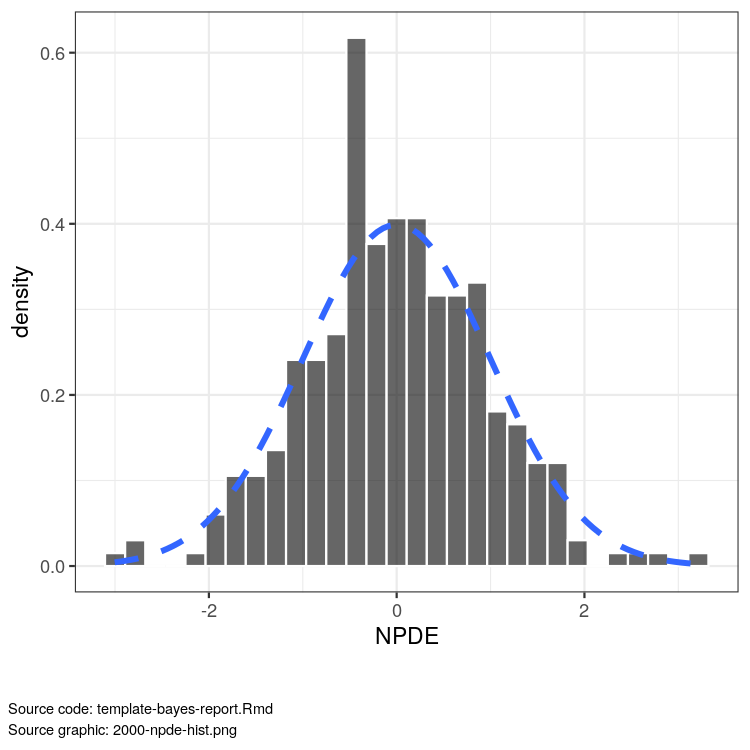 0.6
0.4
0.2
0.0
density
-2 0 2
NPDE
Source code: template-bayes-report.Rmd
Source graphic: 2000-npde-hist.png